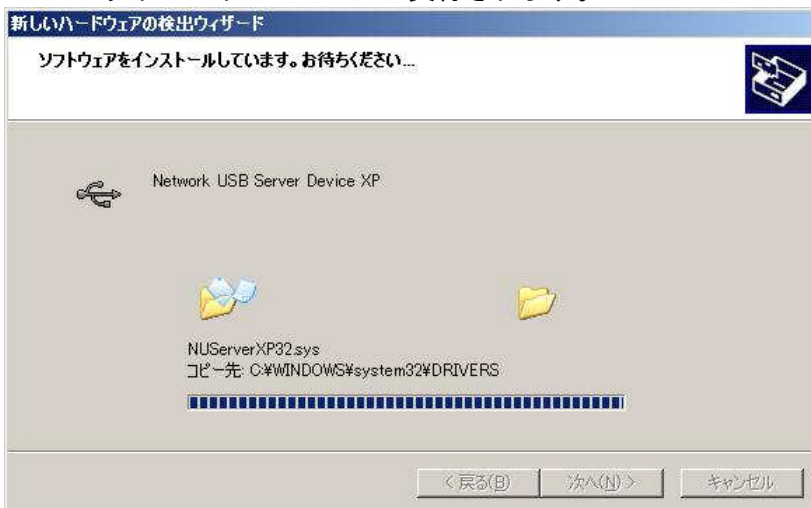 新しいハードウェアの検出ウィザード
ソフトウェアをインストールしています。お待ちください...
Network USB Server Device XP
NUServerXP32.sys
コピー先: C:¥WINDOWS¥system32¥DRIVERS
< 戻る(B)
次へ(N) >
キャンセル